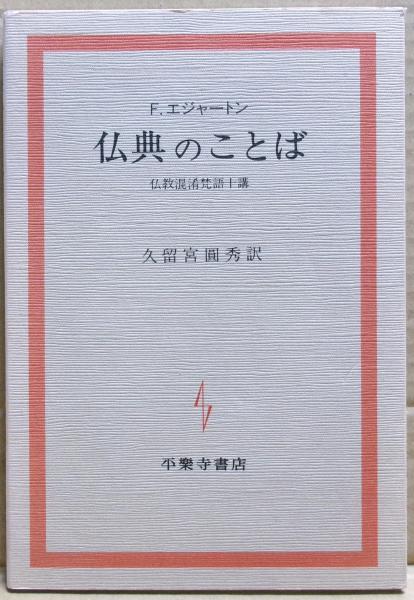 F. エジャートン
仏典のことば
仏教混淆梵語十講
久留宮圓秀訳
平樂寺書店